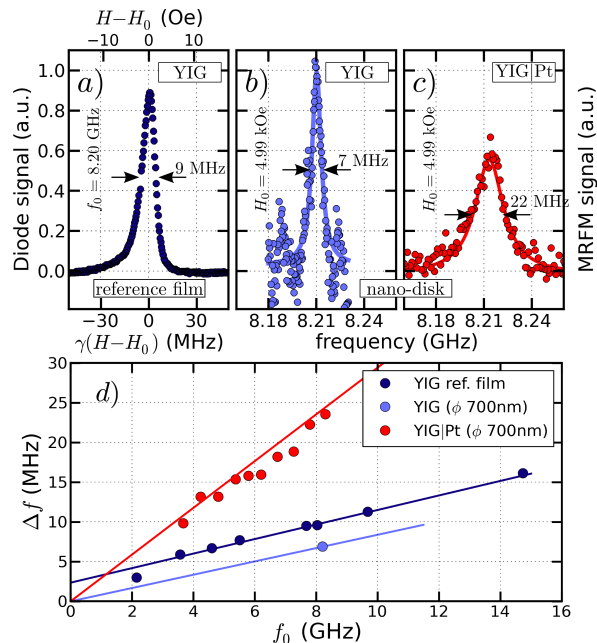 H−H₀ (Oe)
−10 0 10
Diode signal (a.u.)
1.0
0.8
0.6
0.4
0.2
0.0
a)
YIG
f₀ = 8.20 GHz
9 MHz
reference film
−30 0 30
γ(H−H₀) (MHz)
b)
YIG
H₀ = 4.99 kOe
7 MHz
nano-disk
8.18 8.21 8.24
frequency (GHz)
c)
YIG|Pt
H₀ = 4.99 kOe
22 MHz
8.18 8.21 8.24
MRFM signal (a.u.)
d)
YIG ref. film
YIG (ϕ 700nm)
YIG|Pt (ϕ 700nm)
Δf (MHz)
30
25
20
15
10
5
0
0 2 4 6 8 10 12 14 16
f₀ (GHz)